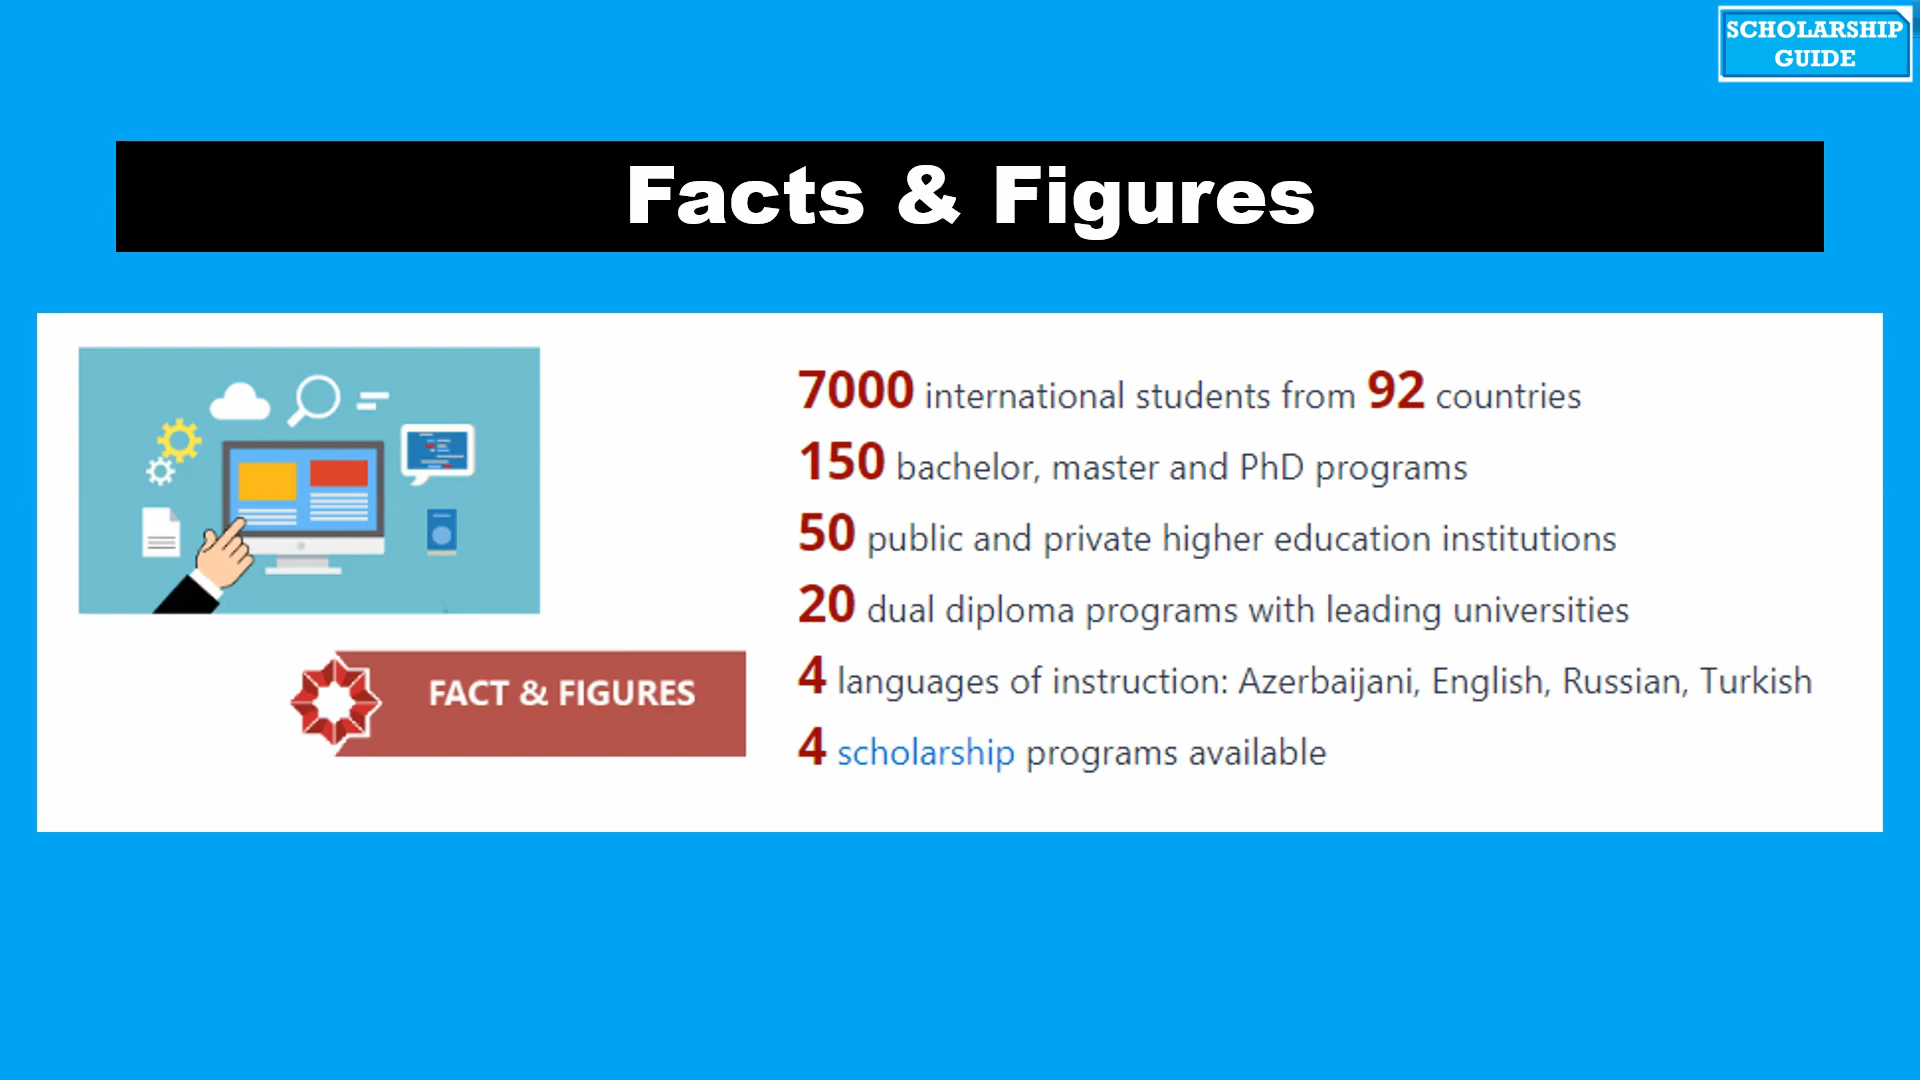 SCHOLARSHIP
GUIDE
Facts & Figures
7000 international students from 92 countries
150 bachelor, master and PhD programs
50 public and private higher education institutions
20 dual diploma programs with leading universities
4 languages of instruction: Azerbaijani, English, Russian, Turkish
4 scholarship programs available
FACT & FIGURES